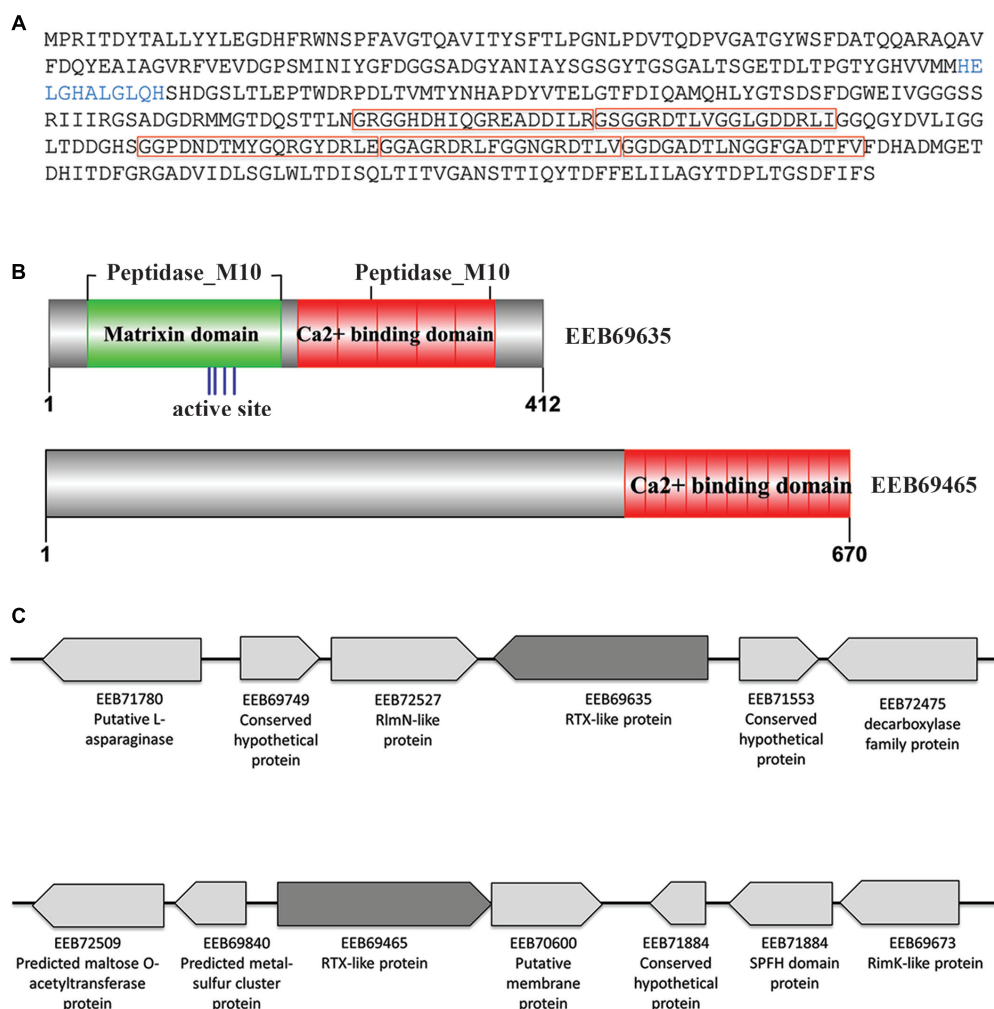 A
MPRITDYTALLYYLEGDHFRWNSPFAVGTQAVITYSFTLPGNLPDVTQDPVGATGYWSFDATQQARAQAV
FDQYEAIAGVRFVEVDGPSMINIYGFDGGSADGYANIAYSGSGYTGSGALTSGETDLTPGTYGHVVMMHE
LGHALGLQHSHDGSLTLEPTWDRPDLTVMTYNHAPDYVTELGTFDIQAMQHLYGTSDSFDGWEIVGGGSS
RIIIRGSADGDRMMGTDQSTTLNGRGGHDHIQGREADDILRGSGGRDTLVGGLGDDRLIGGQGYDVLIGG
LTDDGHSGGPDNDTMYGQRGYDRLEGGAGRDRLFGGNGRDTLVGGDGADTLNGGFGADTFVFDHADMGET
DHITDFGRGADVIDLSGLWLTDISQLTITVGANSTTIQYTDFFELILAGYTDPLTGSDFIFS
B
Peptidase_M10 Peptidase_M10
Matrixin domain Ca2+ binding domain EEB69635
1 active site 412
Ca2+ binding domain EEB69465
1 670
C
EEB71780 EEB69749 EEB72527 EEB69635 EEB71553 EEB72475
Putative L- Conserved RlmN-like RTX-like protein Conserved decarboxylase
asparaginase hypothetical protein hypothetical family protein
protein protein
EEB72509 EEB69840 EEB69465 EEB70600 EEB71884 EEB71884 EEB69673
Predicted maltose O- Predicted metal- RTX-like protein Putative Conserved SPFH domain RimK-like protein
acetyltransferase sulfur cluster membrane hypothetical protein
protein protein protein protein